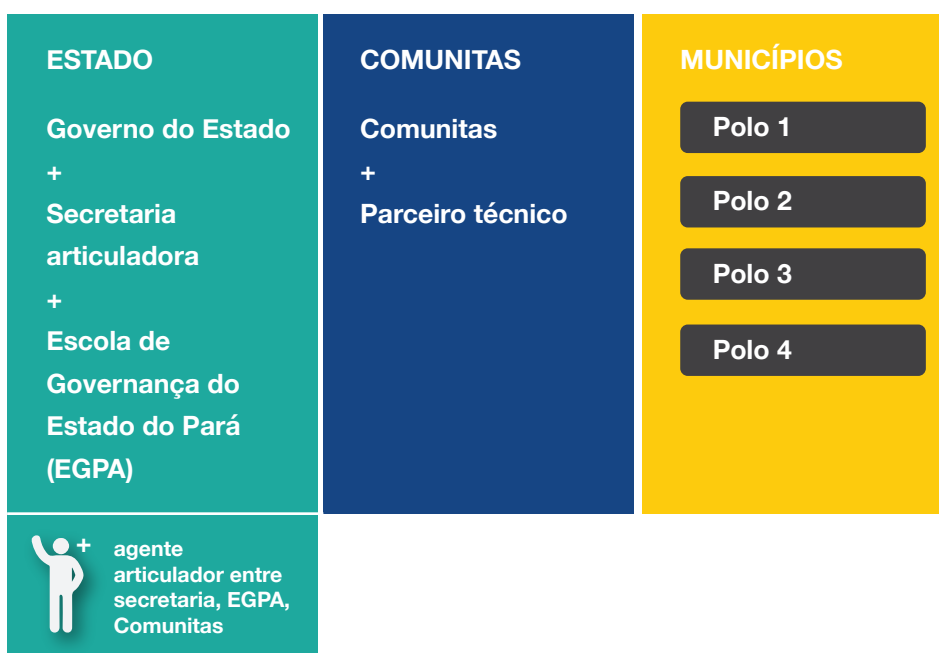 ESTADO
Governo do Estado
+
Secretaria
articuladora
+
Escola de
Governança do
Estado do Pará
(EGPA)
+ agente
articulador entre
secretaria, EGPA,
Comunitas
COMUNITAS
Comunitas
+
Parceiro técnico
MUNICÍPIOS
Polo 1
Polo 2
Polo 3
Polo 4